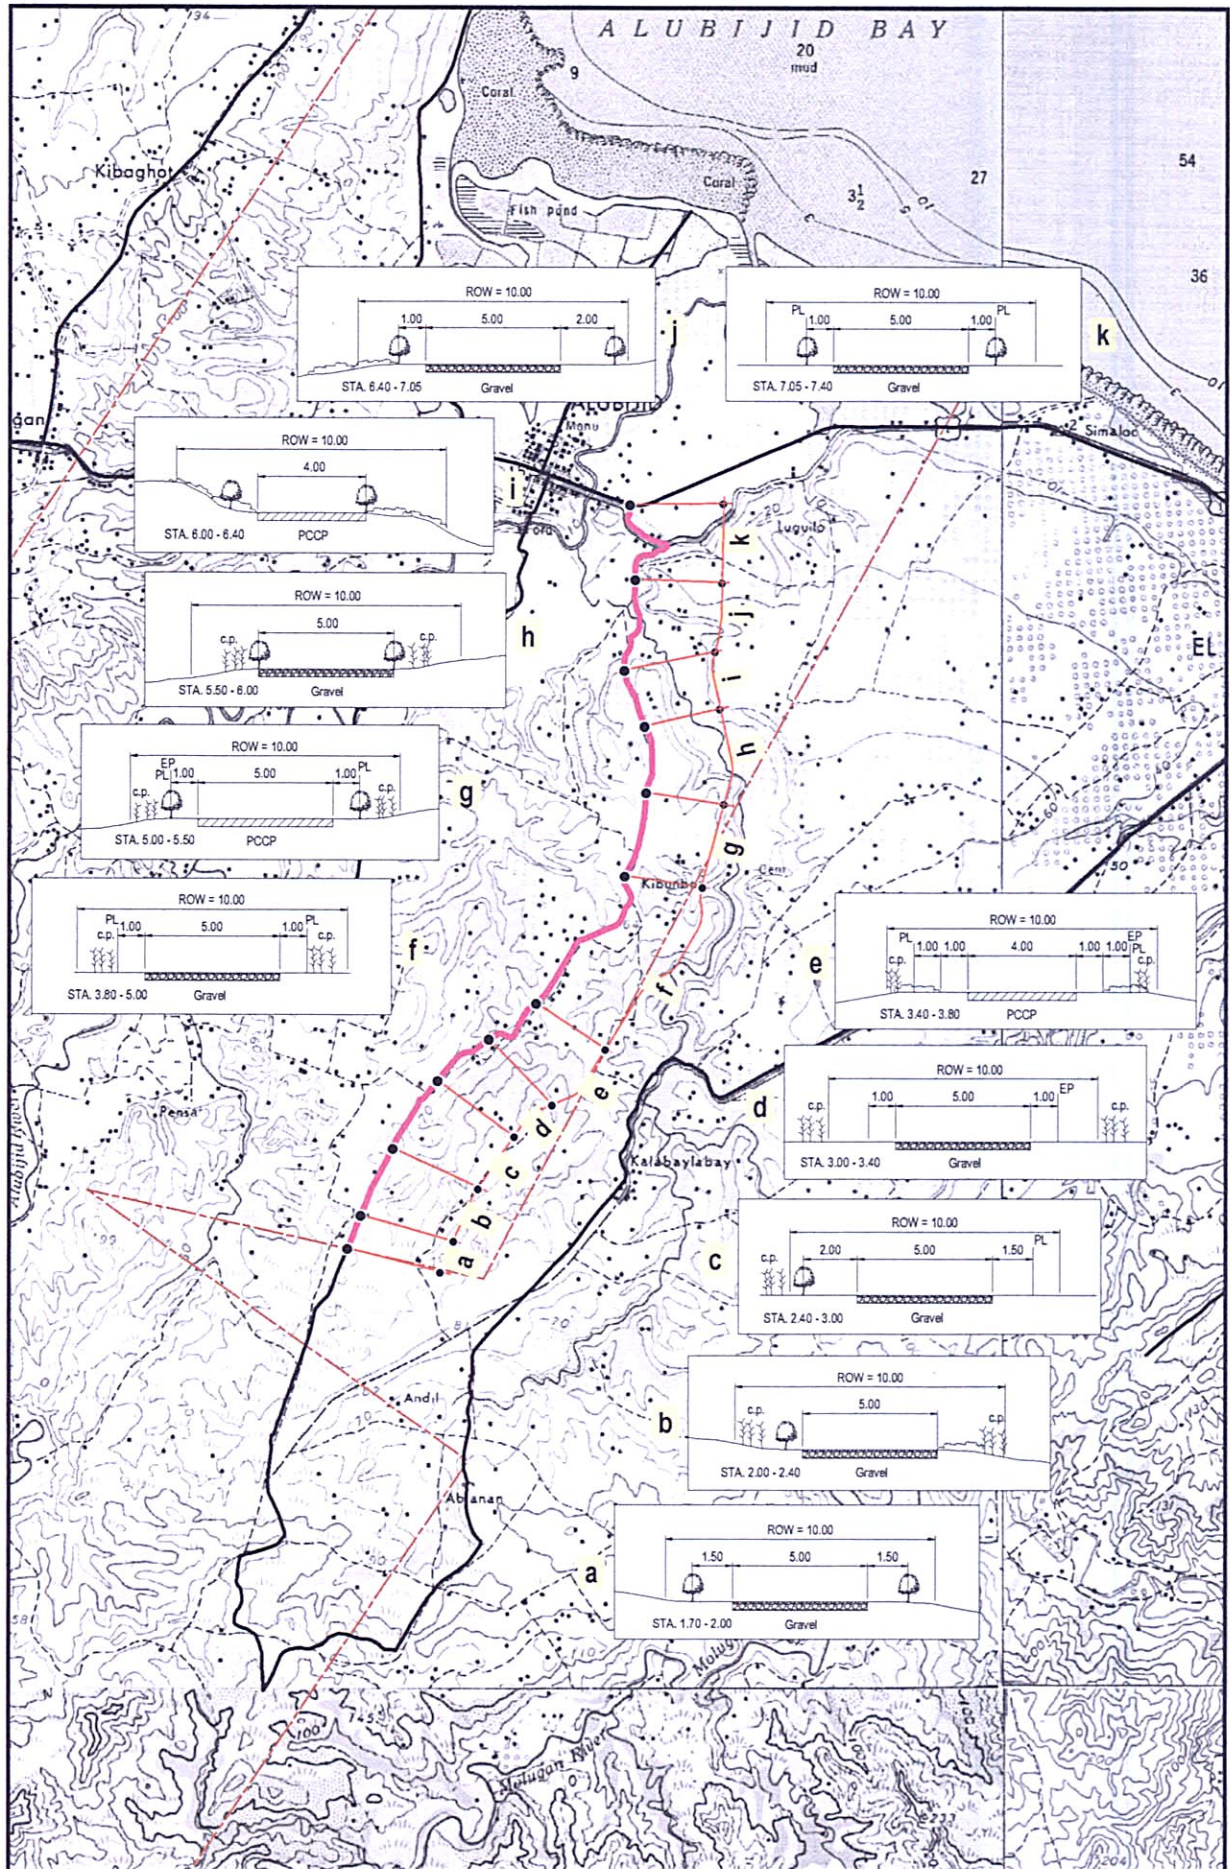 ALUBIJID BAY
20
mud
9
Coral
Kibaghot
54
Coral
27
3 1/2
Fish pond
36
ROW = 10.00
1.00 5.00 2.00
STA. 6.40 - 7.05 Gravel
j
ROW = 10.00
PL 1.00 5.00 1.00 PL
STA. 7.05 - 7.40 Gravel
k
gan
ROW = 10.00
4.00
STA. 6.00 - 6.40 PCCP
i
Simaloc
Luguilo
k
ROW = 10.00
c.p. 5.00 c.p.
STA. 5.50 - 6.00 Gravel
h
j
EL
i
h
ROW = 10.00
EP
PL 1.00 5.00 1.00 PL
c.p. c.p.
STA. 5.00 - 5.50 PCCP
g
g
50
ROW = 10.00
PL PL
c.p. 1.00 5.00 1.00 c.p.
STA. 3.80 - 5.00 Gravel
f
ROW = 10.00
EP
PL 1.00 1.00 4.00 1.00 1.00 PL
c.p. c.p.
STA. 3.40 - 3.80 PCCP
e
f
ROW = 10.00
c.p. 1.00 5.00 1.00 EP c.p.
STA. 3.00 - 3.40 Gravel
d
e
d
Pensa
Kalabaylabay
c
b
a
ROW = 10.00
2.00 5.00 1.50 PL
c.p.
STA. 2.40 - 3.00 Gravel
c
Andil
ROW = 10.00
c.p. 5.00 c.p.
STA. 2.00 - 2.40 Gravel
b
Abianan
ROW = 10.00
1.50 5.00 1.50
STA. 1.70 - 2.00 Gravel
a
Molugan River